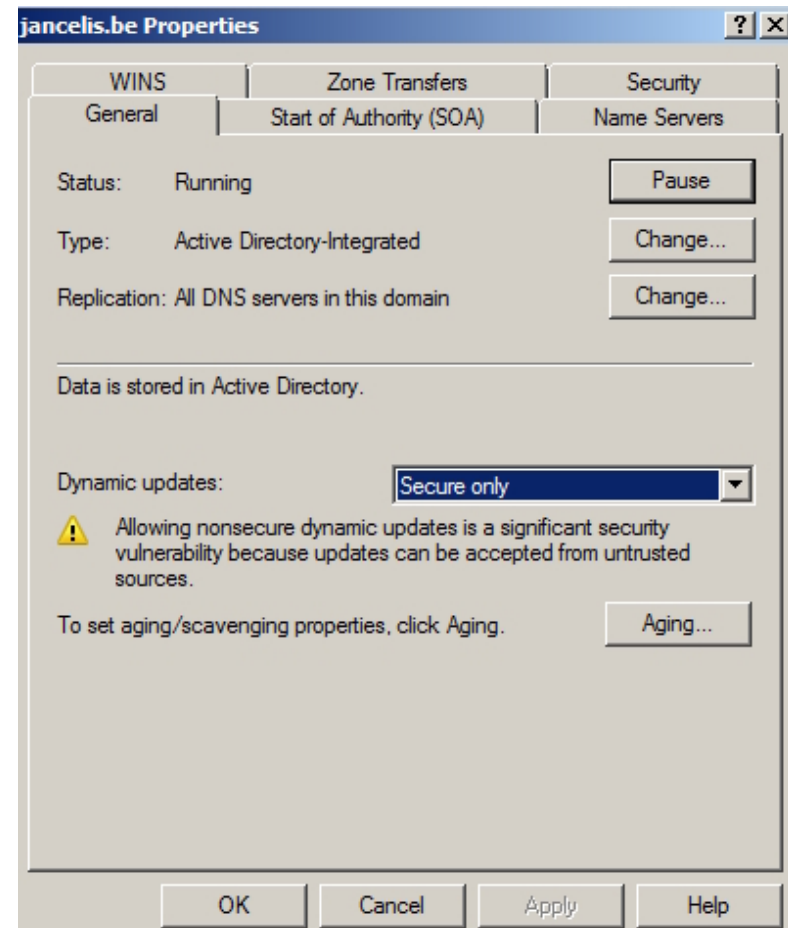 jancelis.be Properties ? X
WINS Zone Transfers Security
General Start of Authority (SOA) Name Servers
Status: Running Pause
Type: Active Directory-Integrated Change...
Replication: All DNS servers in this domain Change...
Data is stored in Active Directory.
Dynamic updates: Secure only
Allowing nonsecure dynamic updates is a significant security
vulnerability because updates can be accepted from untrusted
sources.
To set aging/scavenging properties, click Aging. Aging...
OK Cancel Apply Help